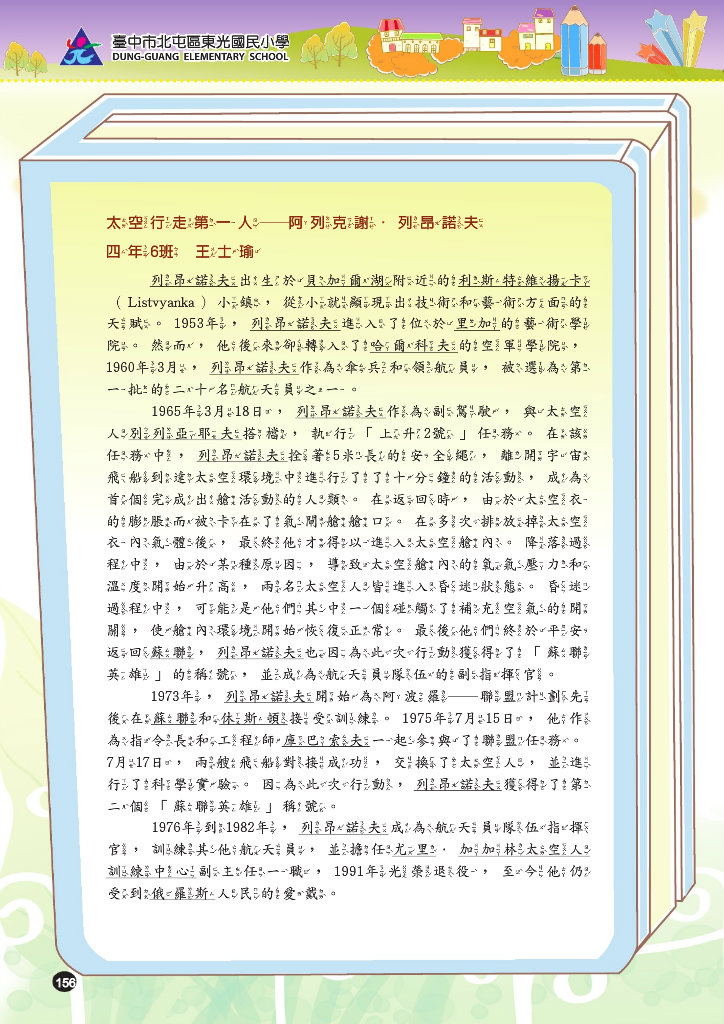 臺中市北屯區東光國民小學
DUNG-GUANG ELEMENTARY SCHOOL
太空行走第一人──阿列克謝·列昂諾夫
四年6班 王士瑜
列昂諾夫出生於貝加爾湖附近的利斯特維揚卡
（Listvyanka）小鎮，從小就顯現出技術和藝術方面的
天賦。1953年，列昂諾夫進入了位於里加的藝術學
院。然而，他後來卻轉入了哈爾科夫的空軍學院，
1960年3月，列昂諾夫作為傘兵和領航員，被選為第
一批的二十名航天員之一。
1965年3月18日，列昂諾夫作為副駕駛，與太空
人別列亞耶夫搭檔，執行「上升2號」任務。在該
任務中，列昂諾夫拴著5米長的安全繩，離開宇宙
飛船到達太空環境中進行了了十分鐘的活動，成為
首個完成出艙活動的人類。在返回時，由於太空衣
的膨脹而被卡在了氣閘艙艙口。在多次排放掉太空
衣內氣體後，最終他才得以進入太空艙內。降落過
程中，由於某種原因，導致太空艙內的氧氣壓力和
溫度開始升高，兩名太空人皆進入昏迷狀態。昏迷
過程中，可能是他們其中一個碰觸了補充空氣的開
關，使艙內環境開始恢復正常。最後他們終於平安
返回蘇聯，列昂諾夫也因為此次行動獲得了「蘇聯
英雄」的稱號，並成為航天員隊伍的副指揮官。
1973年，列昂諾夫開始為阿波羅──聯盟計劃先
後在蘇聯和休斯頓接受訓練。1975年7月15日，他作
為指令長和工程師庫巴索夫一起參與了聯盟任務。
7月17日，兩艘飛船對接成功，交換了太空人，並進
行了科學實驗。因為此次行動，列昂諾夫獲得了第
二個「蘇聯英雄」稱號。
1976年到1982年，列昂諾夫成為航天員隊伍指揮
官，訓練其他航天員，並擔任尤里·加加林太空人
訓練中心副主任一職，1991年光榮退役，至今他仍
受到俄羅斯人民的愛戴。
156